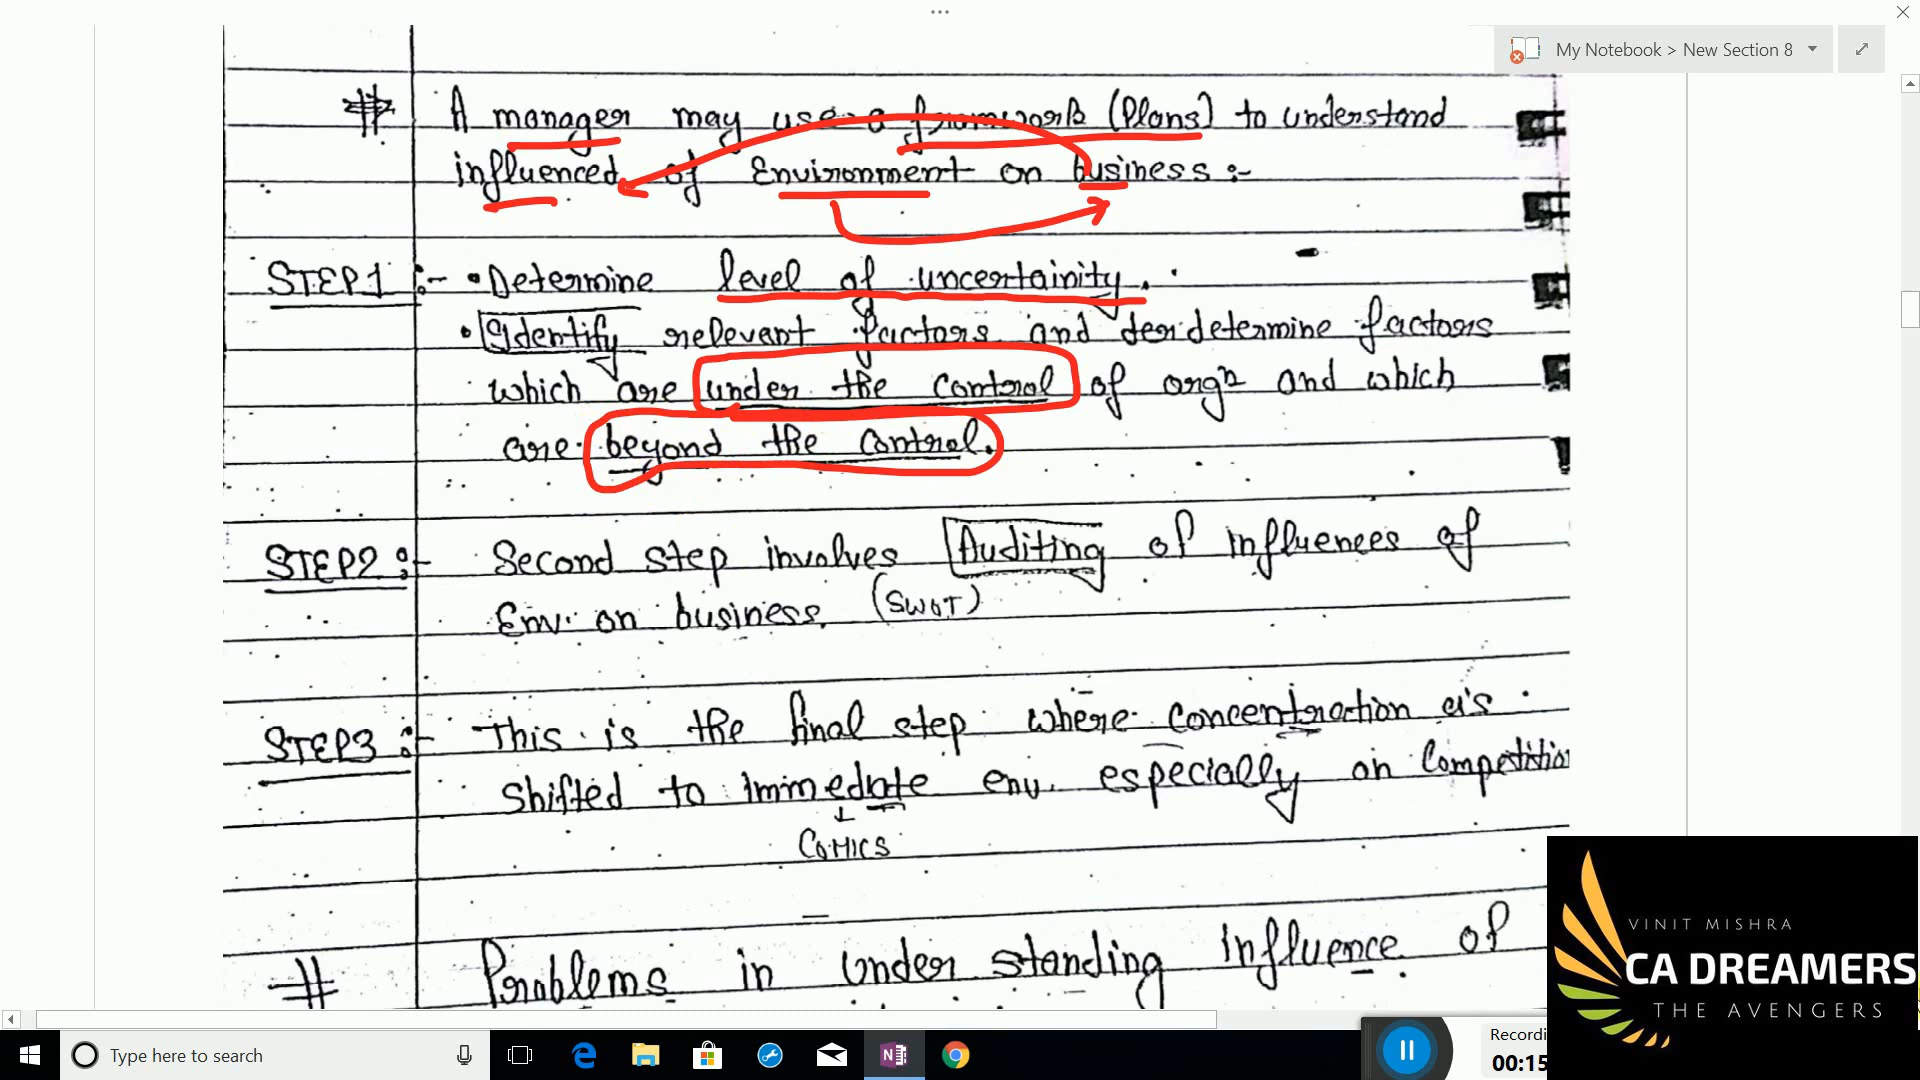 ...
My Notebook > New Section 8
# A manager may use a framework (Plans) to understand
influenced of Environment on business :-
STEP1 :- • Determine level of uncertainity.
• Identify relevant factors and determine factors
which are under the control of orgn and which
are beyond the control.
STEP2 :- Second step involves Auditing of influences of
Env. on business. (SWOT)
STEP3 :- This is the final step where concentration is
shifted to immediate env. especially on Competitio
COMICS
# Problems in under standing influence of
VINIT MISHRA
CA DREAMERS
THE AVENGERS
Type here to search
Recordi
00:15